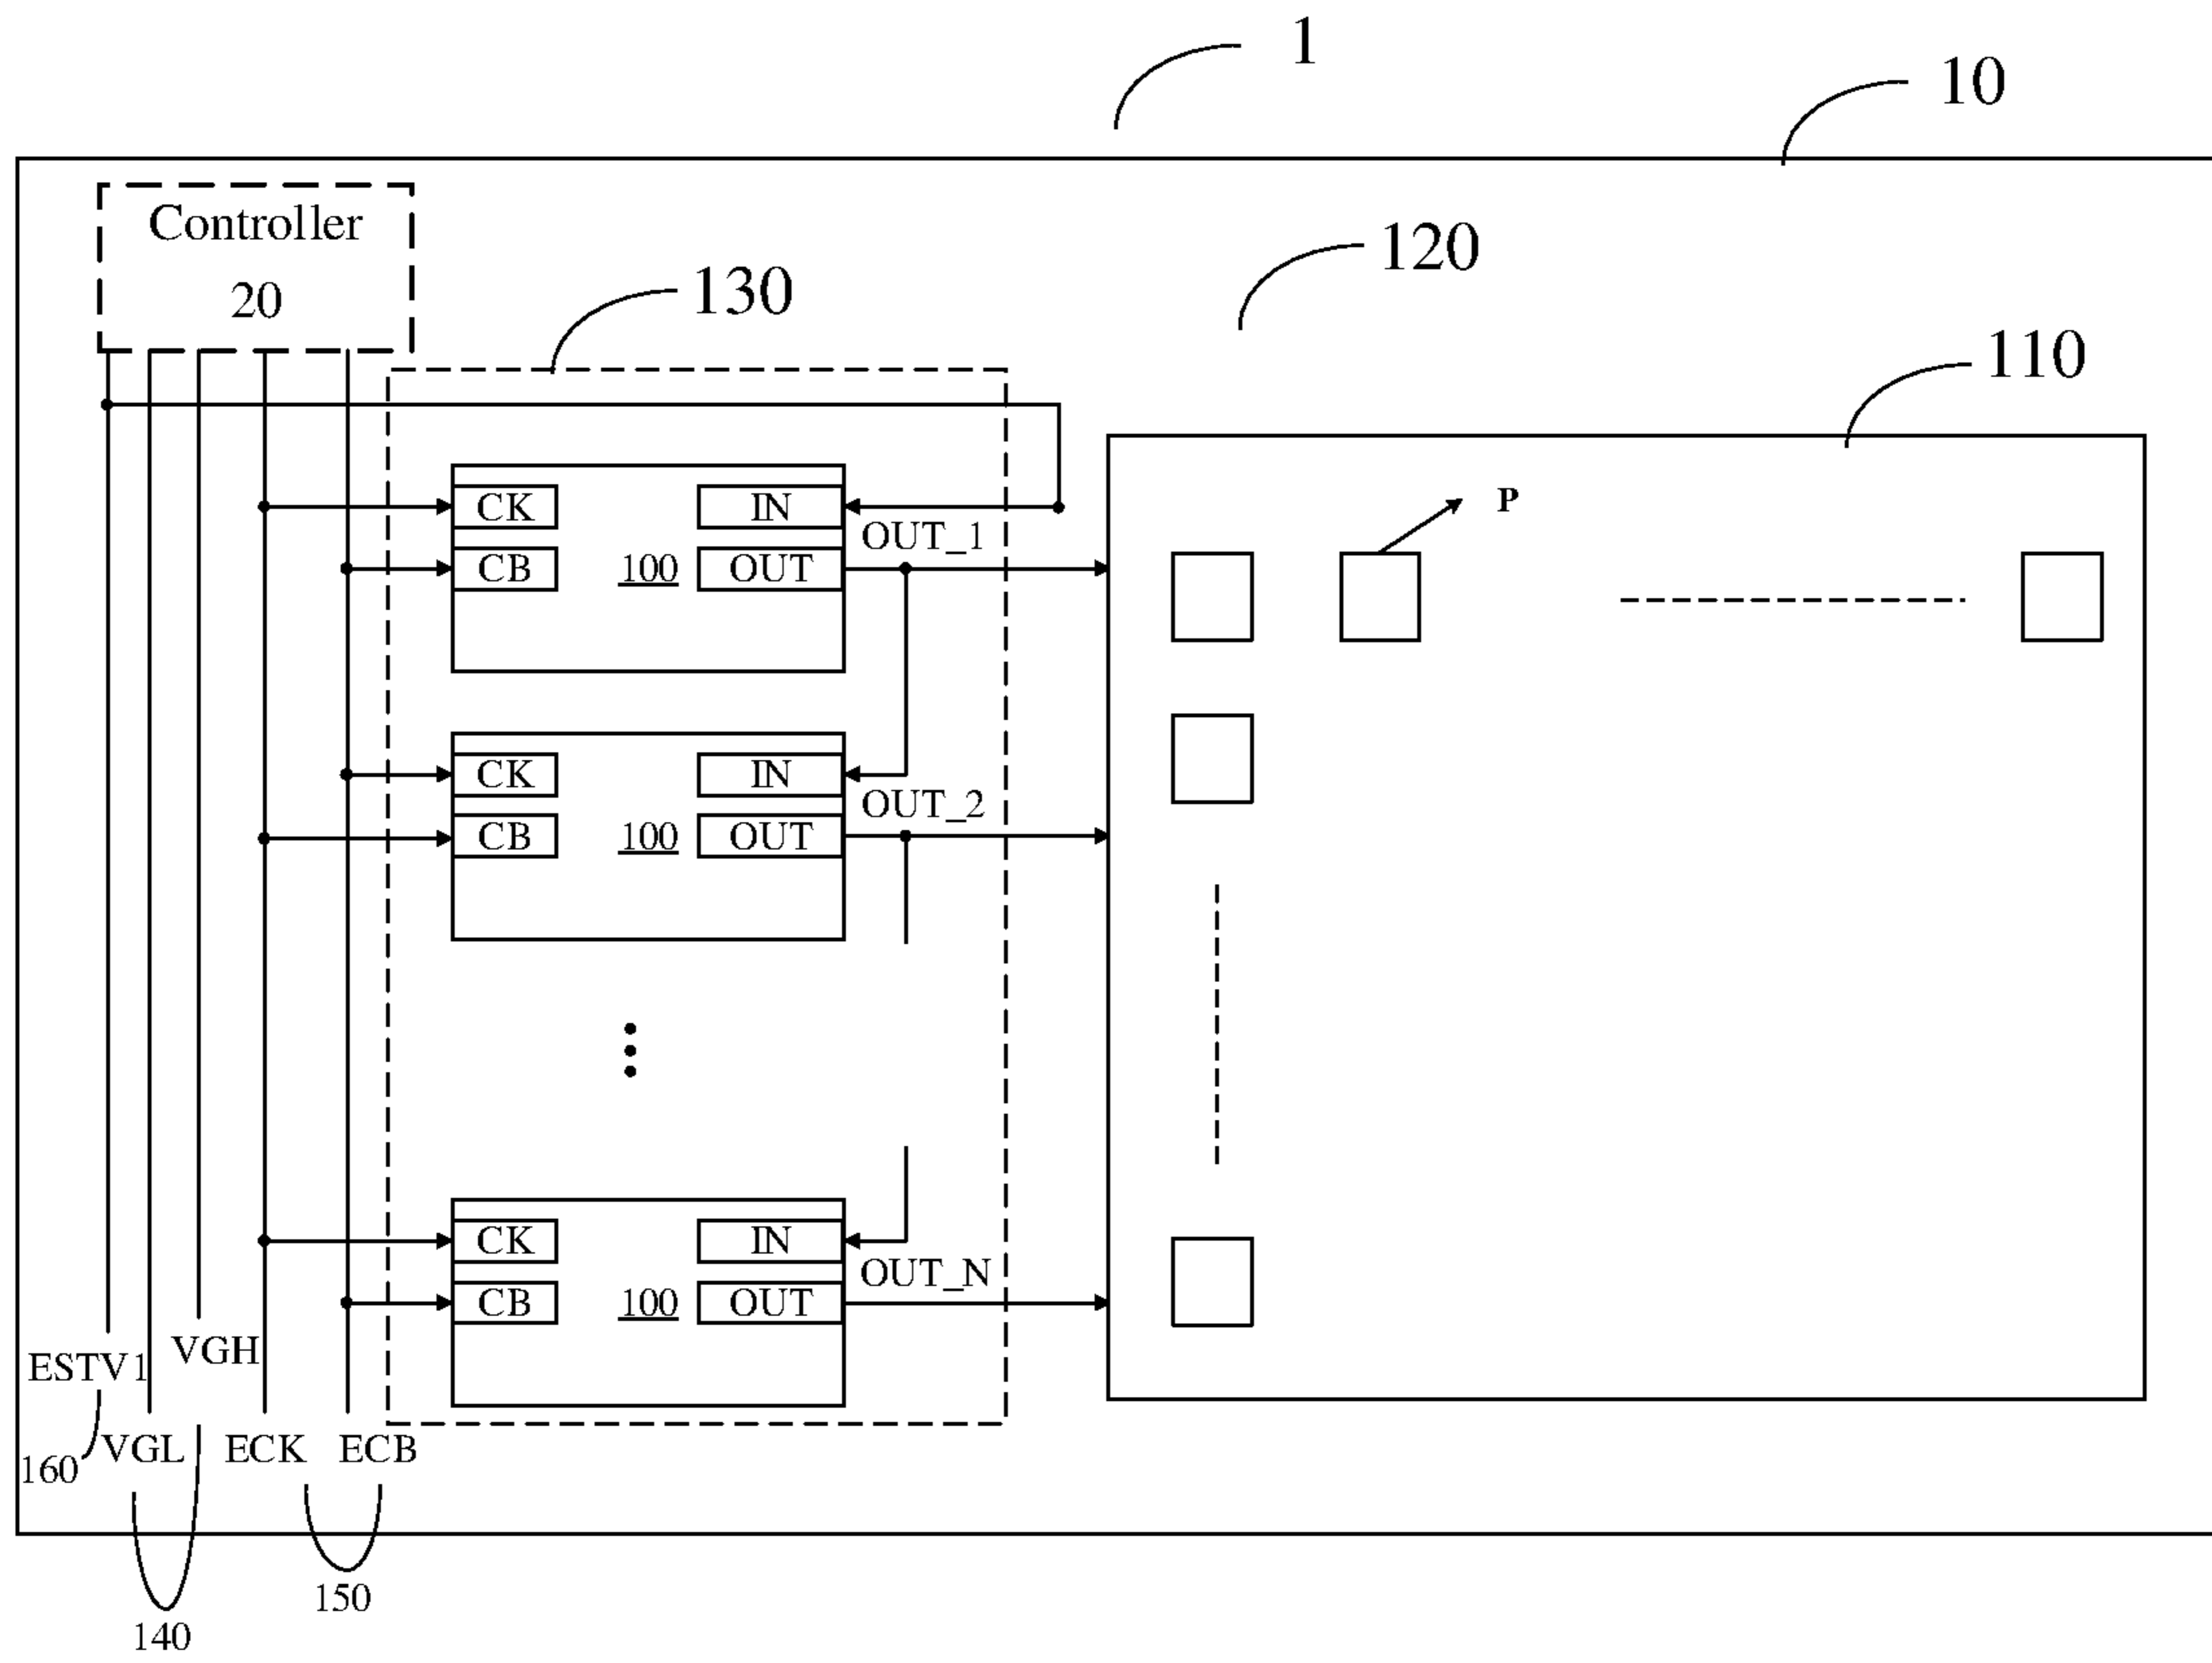 1
10
Controller
20
120
130
110
P
CK
IN
OUT_1
CB
100
OUT
CK
IN
OUT_2
CB
100
OUT
CK
IN
OUT_N
CB
100
OUT
VGH
ESTV1
VGL
ECK
ECB
160
150
140